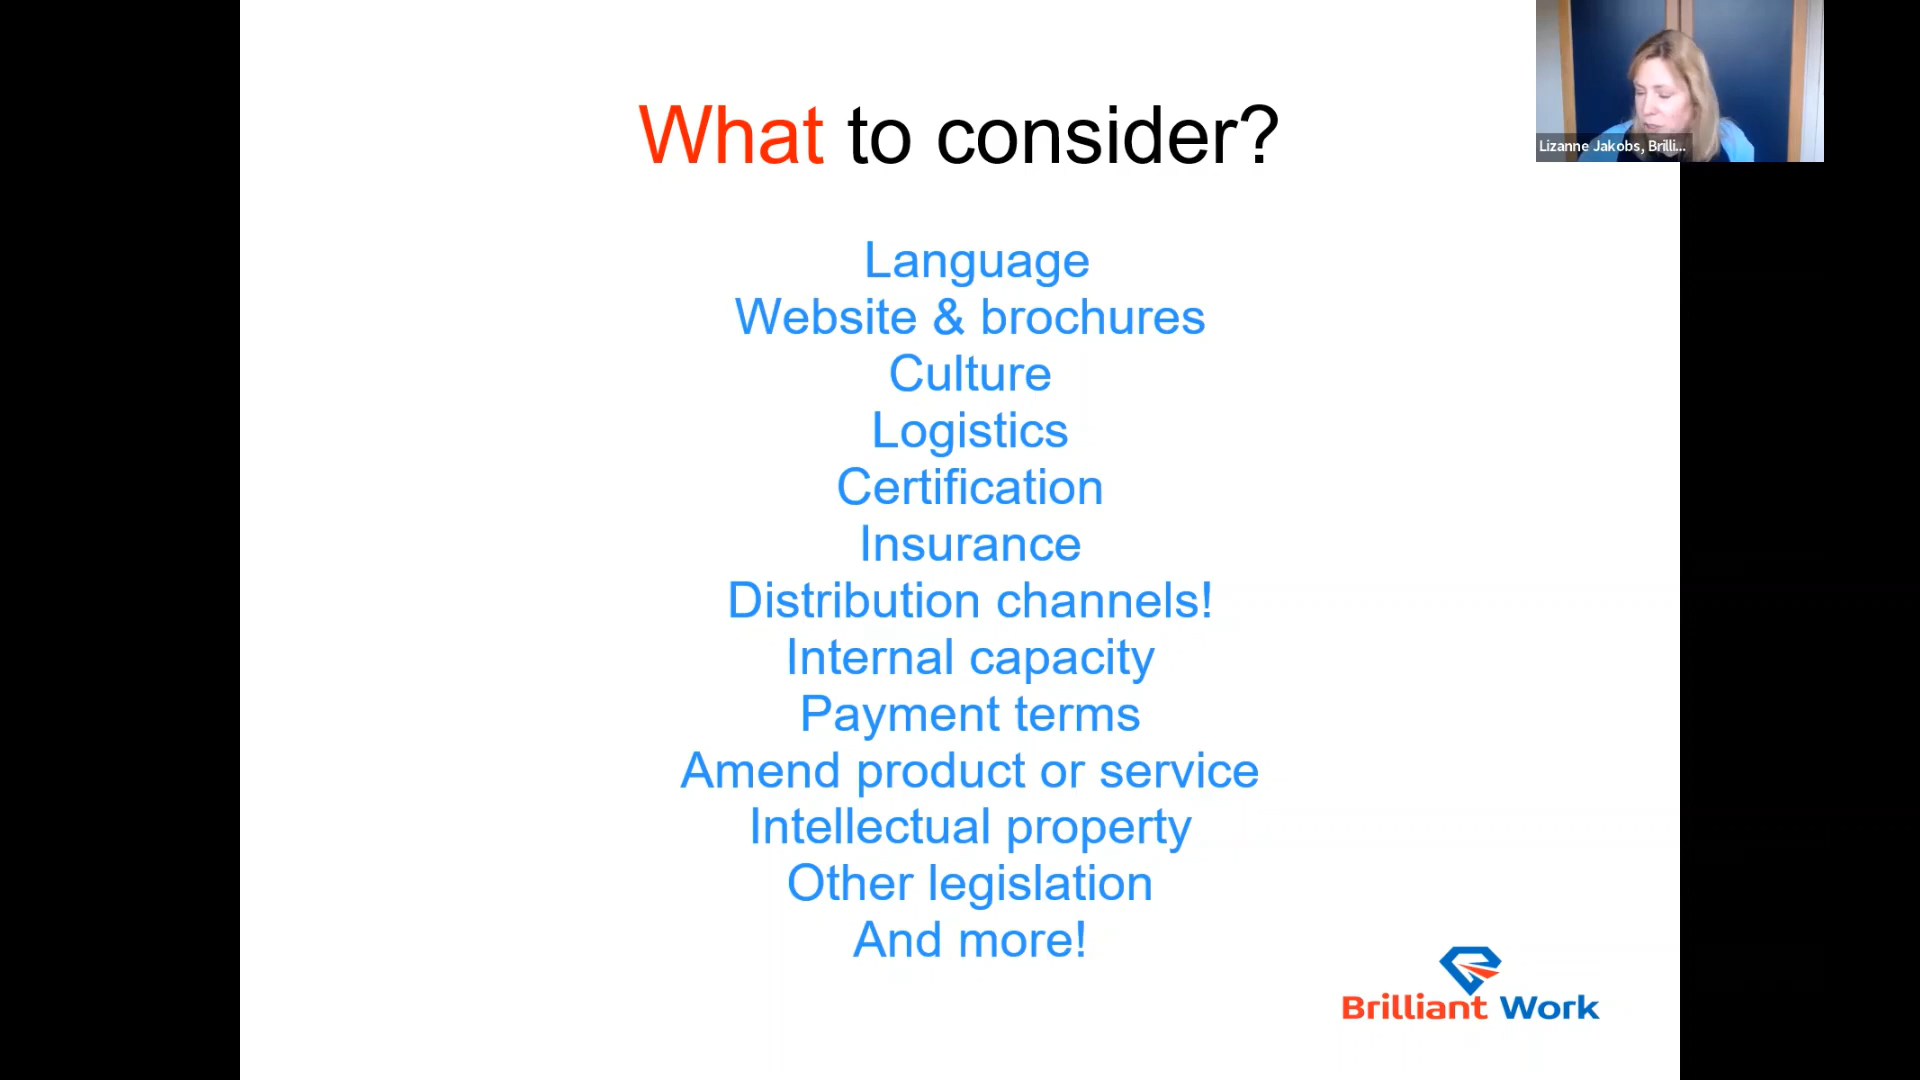 What to consider?
Lizanne Jakobs, Brilli...
Language
Website & brochures
Culture
Logistics
Certification
Insurance
Distribution channels!
Internal capacity
Payment terms
Amend product or service
Intellectual property
Other legislation
And more!
Brilliant Work